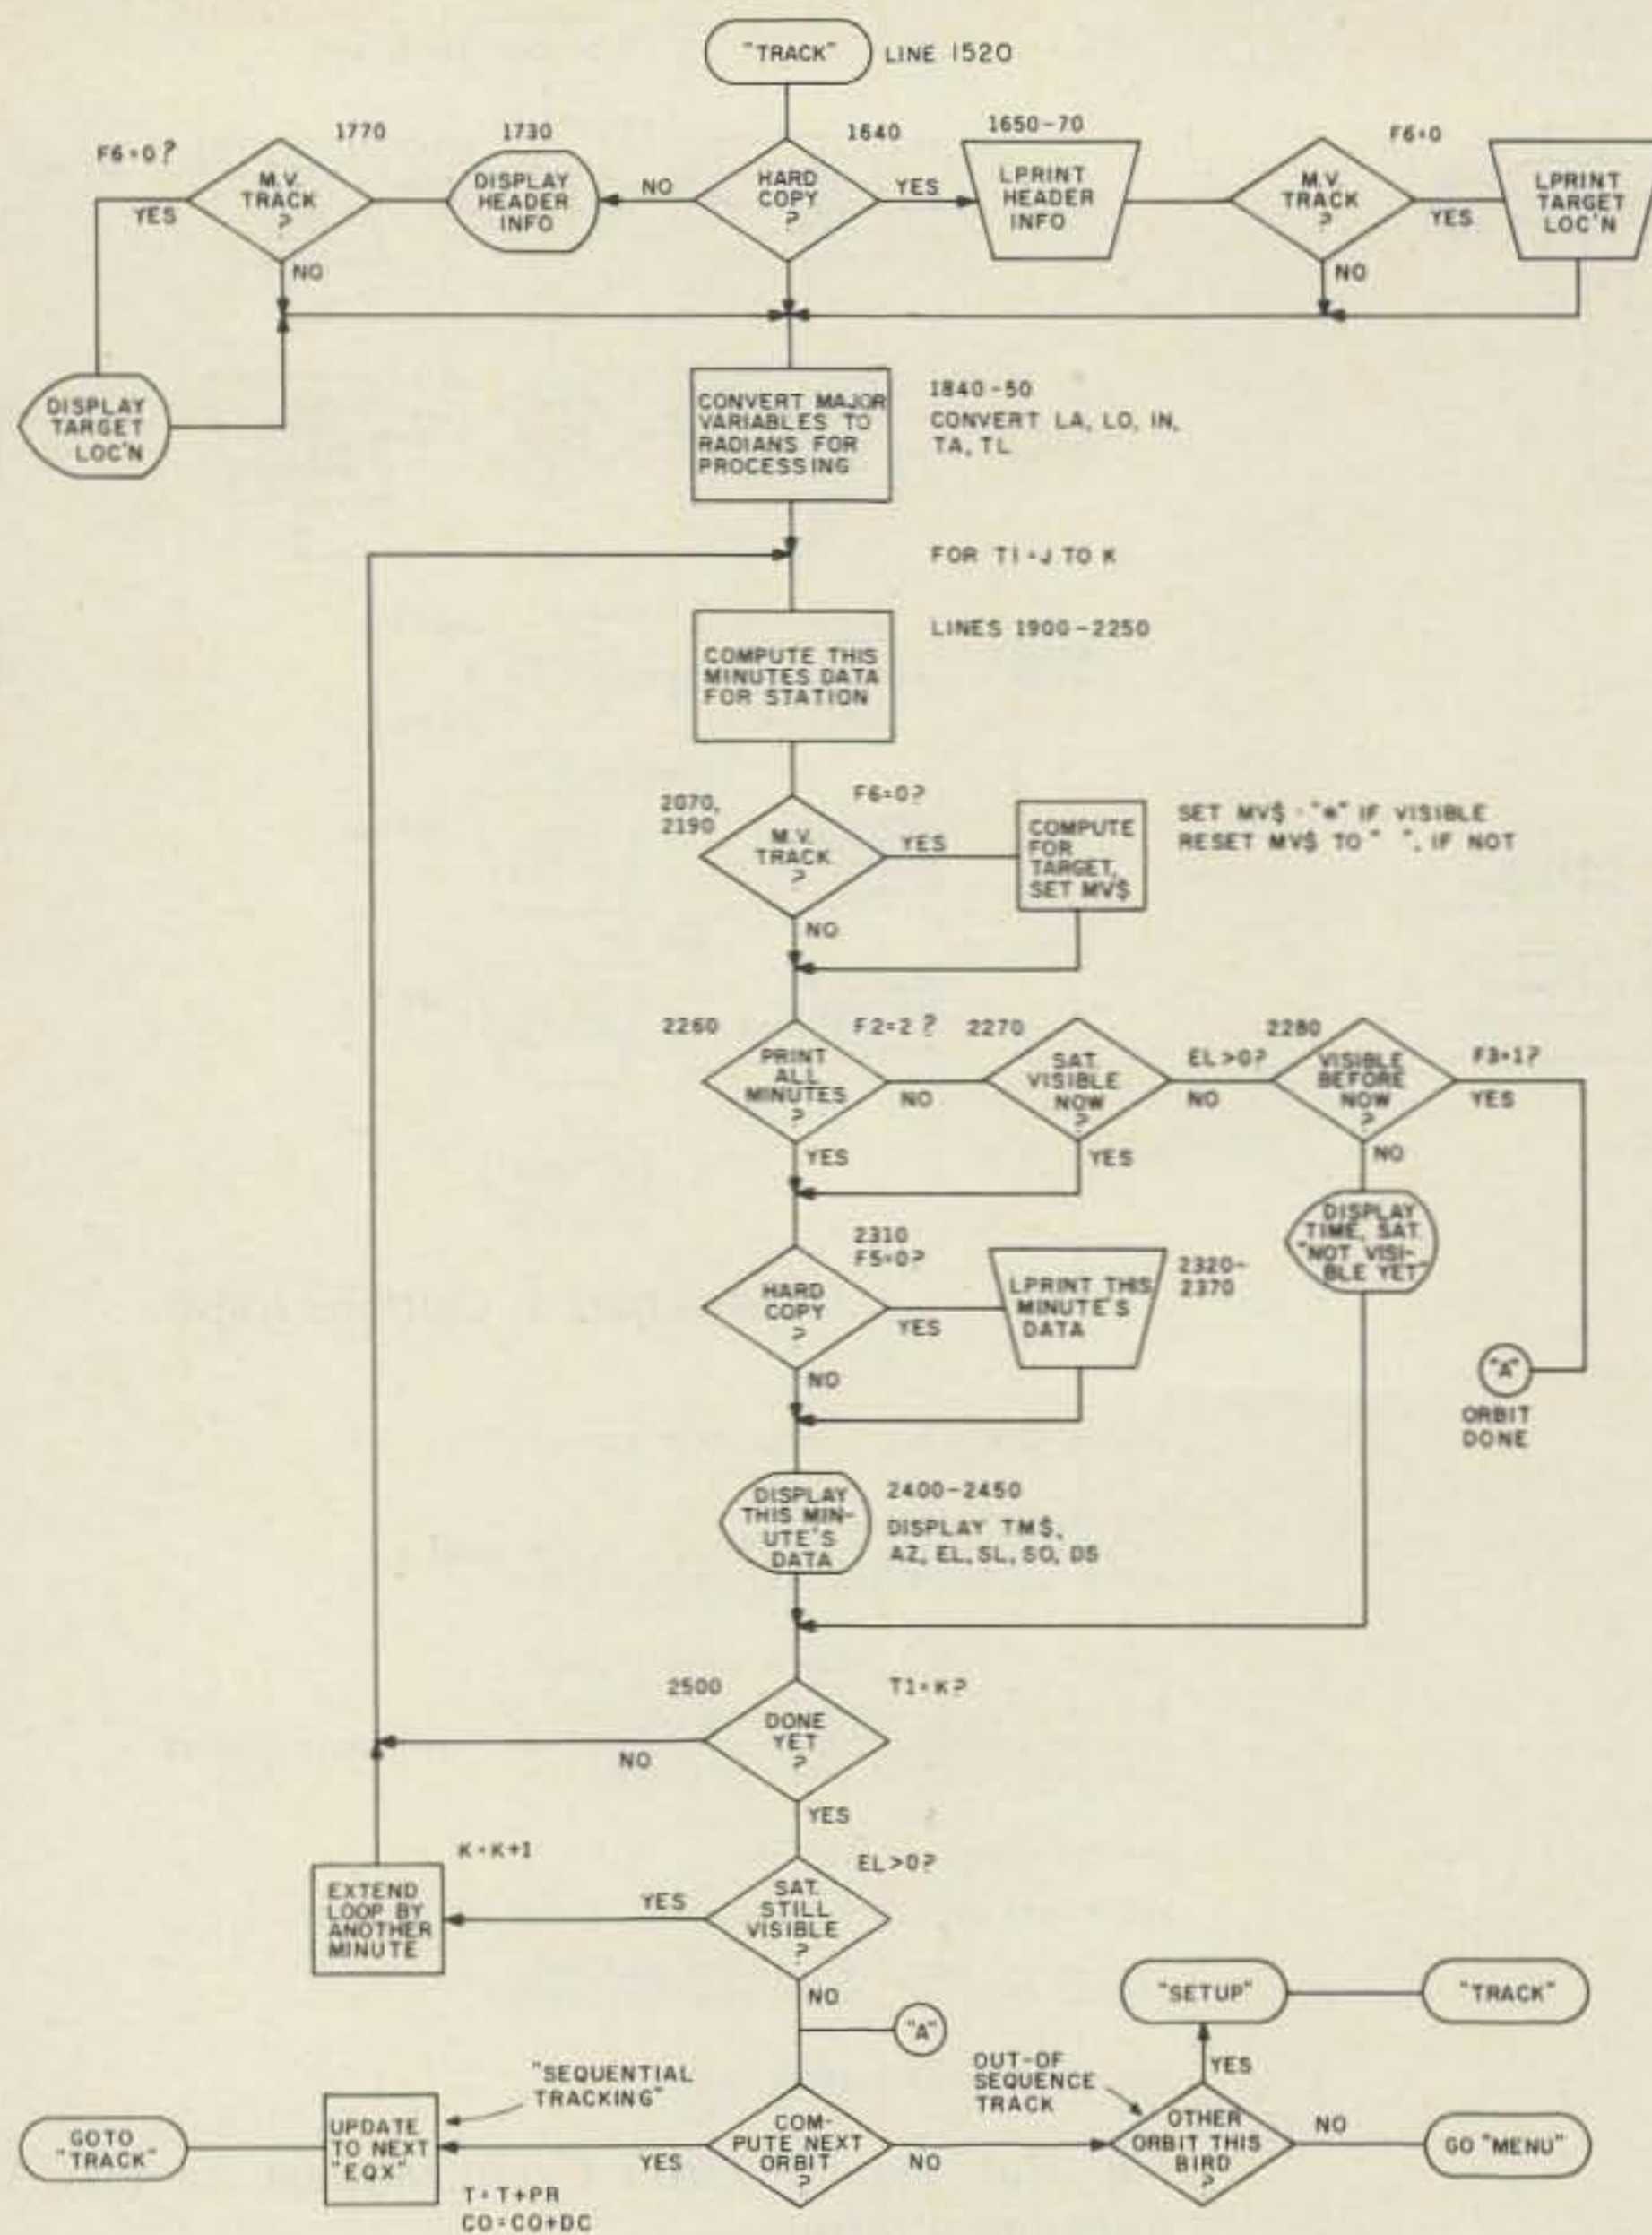 "TRACK"
LINE 1520
F6=0?
1770
1730
1640
1650-70
F6=0
M.V.
TRACK
?
YES
NO
DISPLAY
HEADER
INFO
NO
HARD
COPY
?
YES
LPRINT
HEADER
INFO
M.V.
TRACK
?
YES
NO
LPRINT
TARGET
LOC'N
DISPLAY
TARGET
LOC'N
CONVERT MAJOR
VARIABLES TO
RADIANS FOR
PROCESSING
1840-50
CONVERT LA, LO, IN,
TA, TL
FOR T1=J TO K
LINES 1900-2250
COMPUTE THIS
MINUTES DATA
FOR STATION
2070,
2190
F6=0?
M.V.
TRACK
?
YES
NO
COMPUTE
FOR
TARGET,
SET MV$
SET MV$ = "*" IF VISIBLE
RESET MV$ TO " ", IF NOT
2260
F2=2?
PRINT
ALL
MINUTES
?
NO
YES
2270
SAT.
VISIBLE
NOW
?
EL>0?
NO
YES
2280
VISIBLE
BEFORE
NOW
?
F3=1?
YES
NO
DISPLAY
TIME, SAT.
"NOT VISI-
BLE YET"
"A"
ORBIT
DONE
2310
F5=0?
HARD
COPY
?
YES
NO
LPRINT THIS
MINUTE'S
DATA
2320-
2370
DISPLAY
THIS MIN-
UTE'S
DATA
2400-2450
DISPLAY TM$,
AZ, EL, SL, SO, DS
2500
T1=K?
DONE
YET
?
NO
YES
K=K+1
EXTEND
LOOP BY
ANOTHER
MINUTE
YES
EL>0?
SAT.
STILL
VISIBLE
?
NO
"A"
"SETUP"
"TRACK"
"SEQUENTIAL
TRACKING"
OUT-OF
SEQUENCE
TRACK
YES
GOTO
"TRACK"
UPDATE
TO NEXT
"EQX"
YES
COM-
PUTE NEXT
ORBIT
?
NO
OTHER
ORBIT THIS
BIRD
?
NO
GO "MENU"
T=T+PR
CO=CO+DC